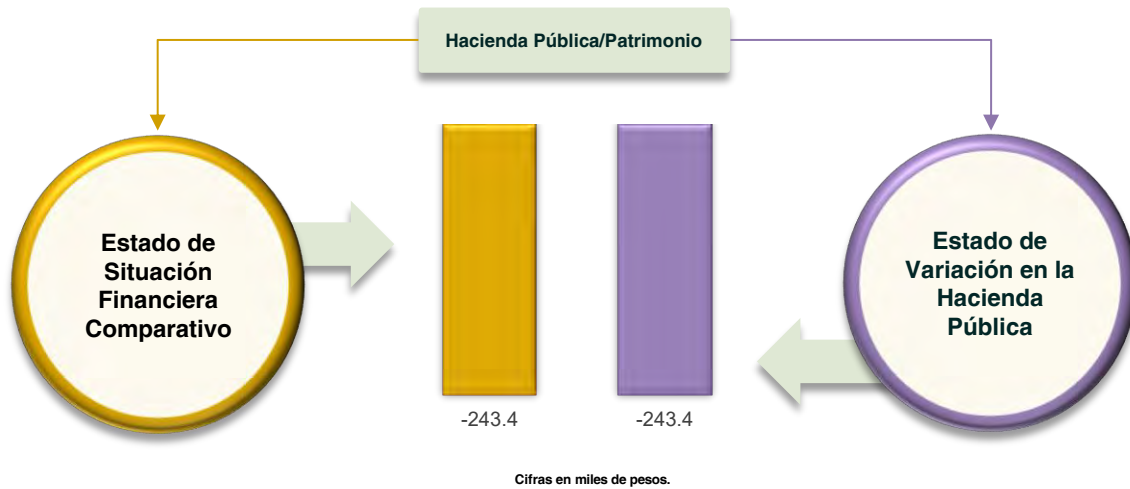 Hacienda Pública/Patrimonio
Estado de
Situación
Financiera
Comparativo
Estado de
Variación en la
Hacienda
Pública
-243.4
-243.4
Cifras en miles de pesos.